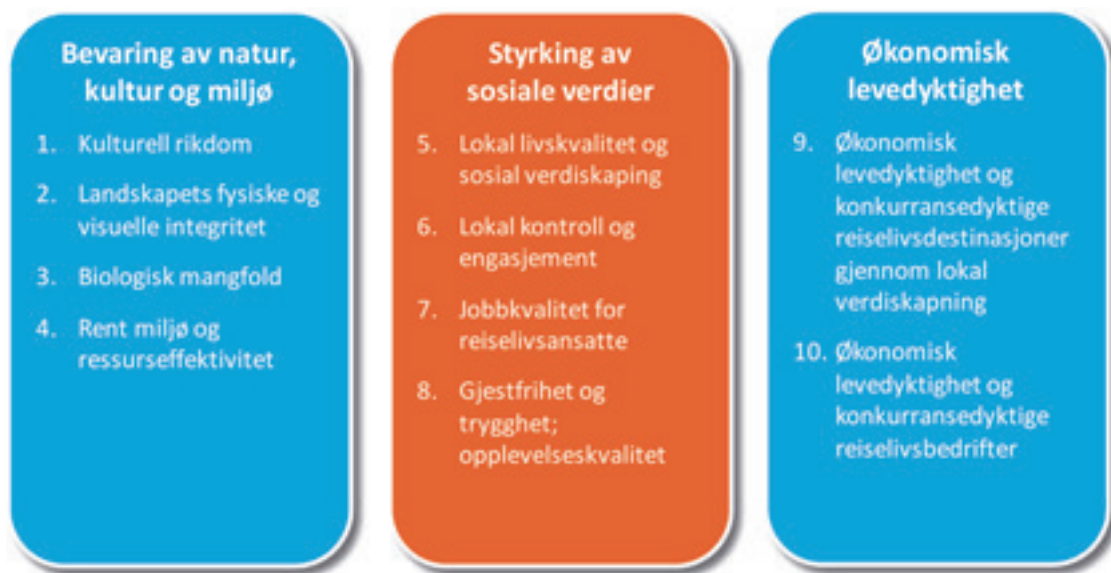 Bevaring av natur,
kultur og miljø
1. Kulturell rikdom
2. Landskapets fysiske og
visuelle integritet
3. Biologisk mangfold
4. Rent miljø og
ressurseffektivitet
Styrking av
sosiale verdier
5. Lokal livskvalitet og
sosial verdiskaping
6. Lokal kontroll og
engasjement
7. Jobbkvalitet for
reiselivsansatte
8. Gjestfrihet og
trygghet;
opplevelseskvalitet
Økonomisk
levedyktighet
9. Økonomisk
levedyktighet og
konkurransedyktige
reiselivsdestinasjoner
gjennom lokal
verdiskapning
10. Økonomisk
levedyktighet og
konkurransedyktige
reiselivsbedrifter